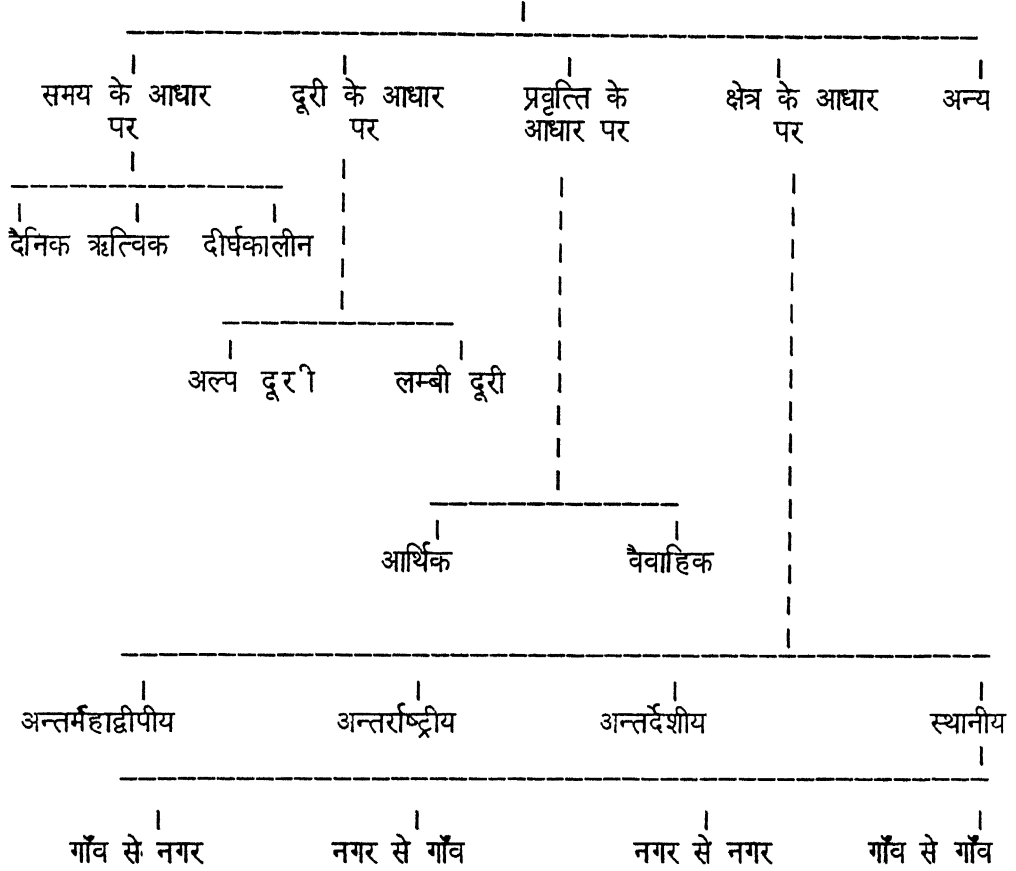 समय के आधार दूरी के आधार प्रवृत्ति के क्षेत्र के आधार अन्य
पर पर आधार पर पर
दैनिक ऋत्विक दीर्घकालीन
अल्प दूरी लम्बी दूरी
आर्थिक वैवाहिक
अन्तर्महाद्वीपीय अन्तर्राष्ट्रीय अन्तर्देशीय स्थानीय
गाँव से नगर नगर से गाँव नगर से नगर गाँव से गाँव